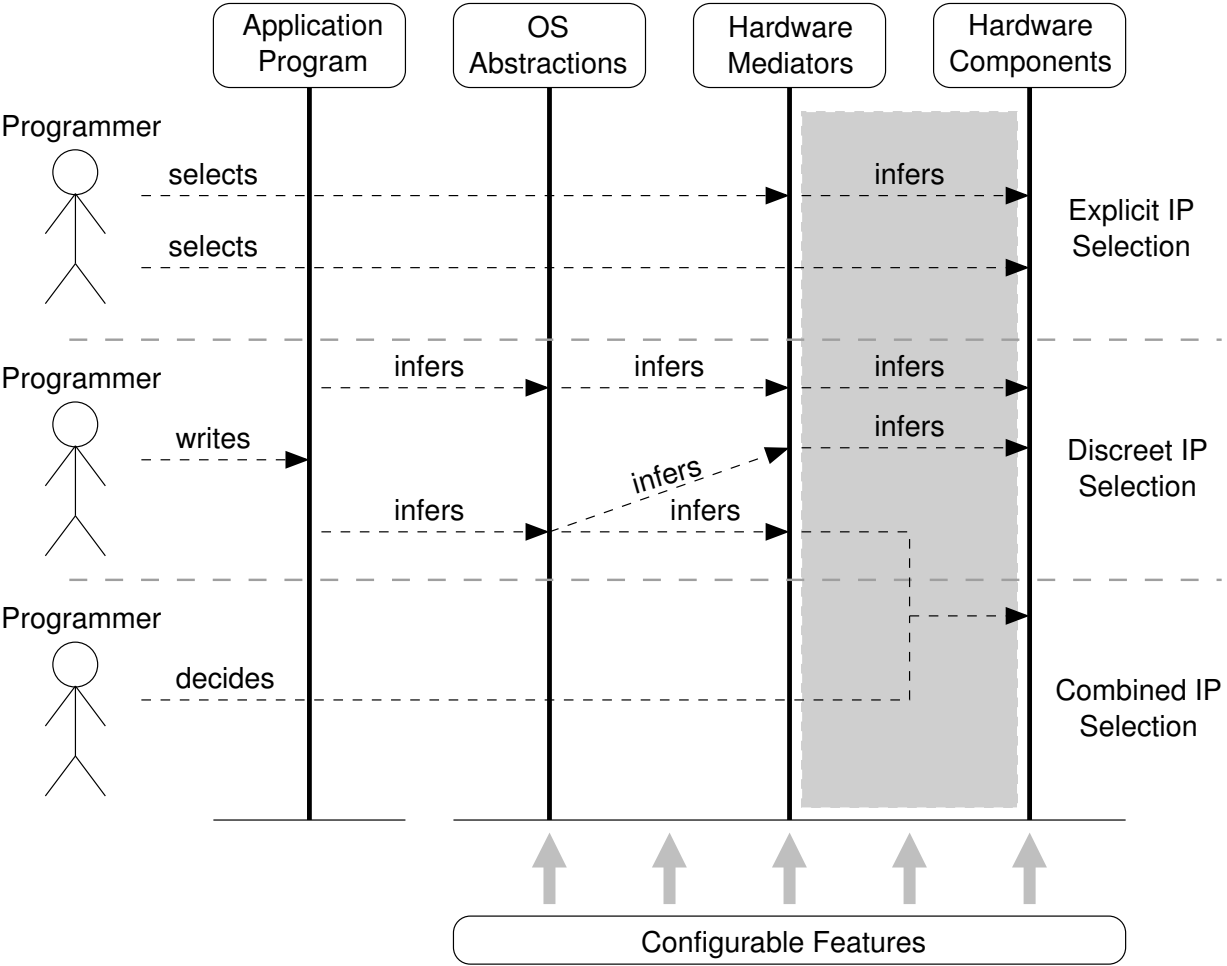 Application
Program
OS
Abstractions
Hardware
Mediators
Hardware
Components
Programmer
selects
infers
Explicit IP
Selection
selects
Programmer
infers
infers
infers
writes
infers
Discreet IP
Selection
infers
infers
infers
Programmer
decides
Combined IP
Selection
Configurable Features